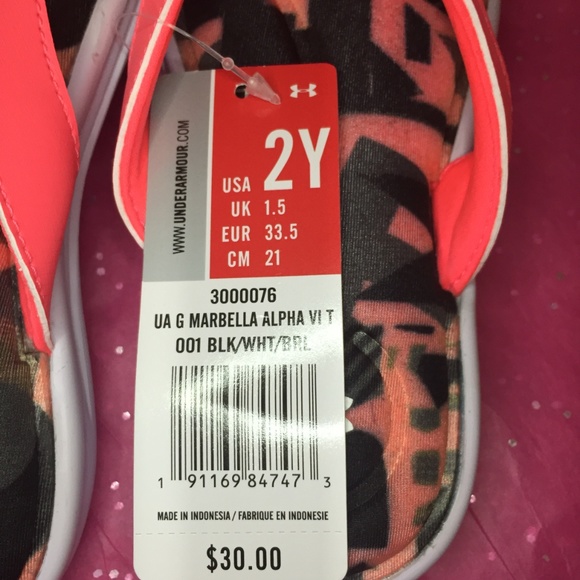 WWW.UNDERARMOUR.COM
2Y
USA
UK 1.5
EUR 33.5
CM 21
3000076
UA G MARBELLA ALPHA VI T
001 BLK/WHT/BRL
1 91169 84747 3
MADE IN INDONESIA / FABRIQUE EN INDONESIE
$30.00